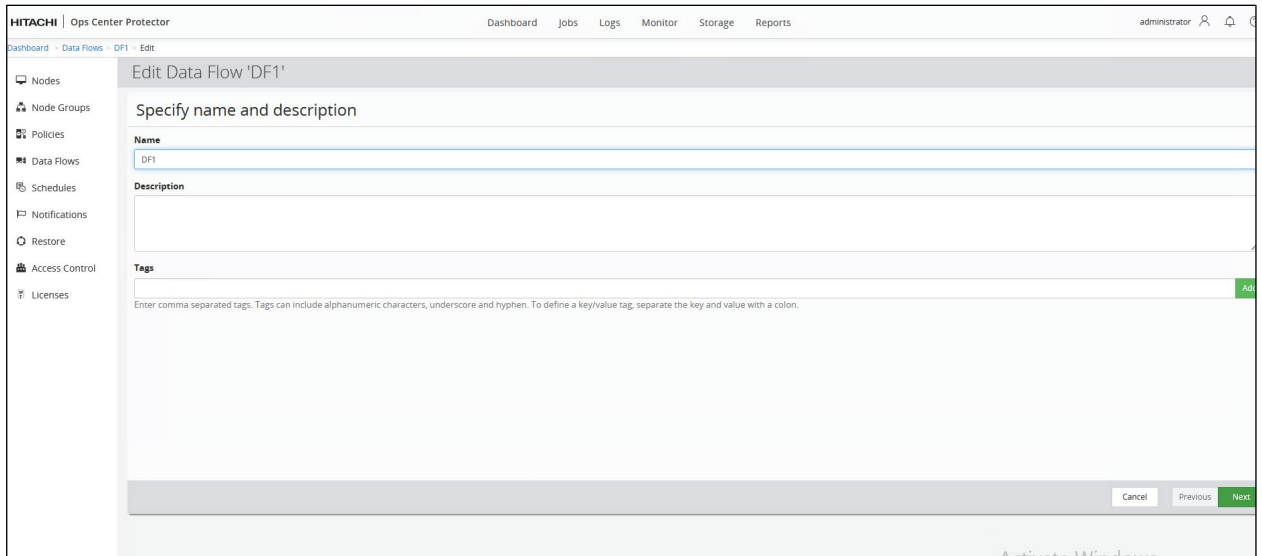 HITACHI Ops Center Protector Dashboard Jobs Logs Monitor Storage Reports administrator
Dashboard > Data Flows > DF1 > Edit
Edit Data Flow 'DF1'
Nodes
Node Groups
Policies
Data Flows
Schedules
Notifications
Restore
Access Control
Licenses
Specify name and description
Name
DF1
Description
Tags
Add
Enter comma separated tags. Tags can include alphanumeric characters, underscore and hyphen. To define a key/value tag, separate the key and value with a colon.
Cancel Previous Next